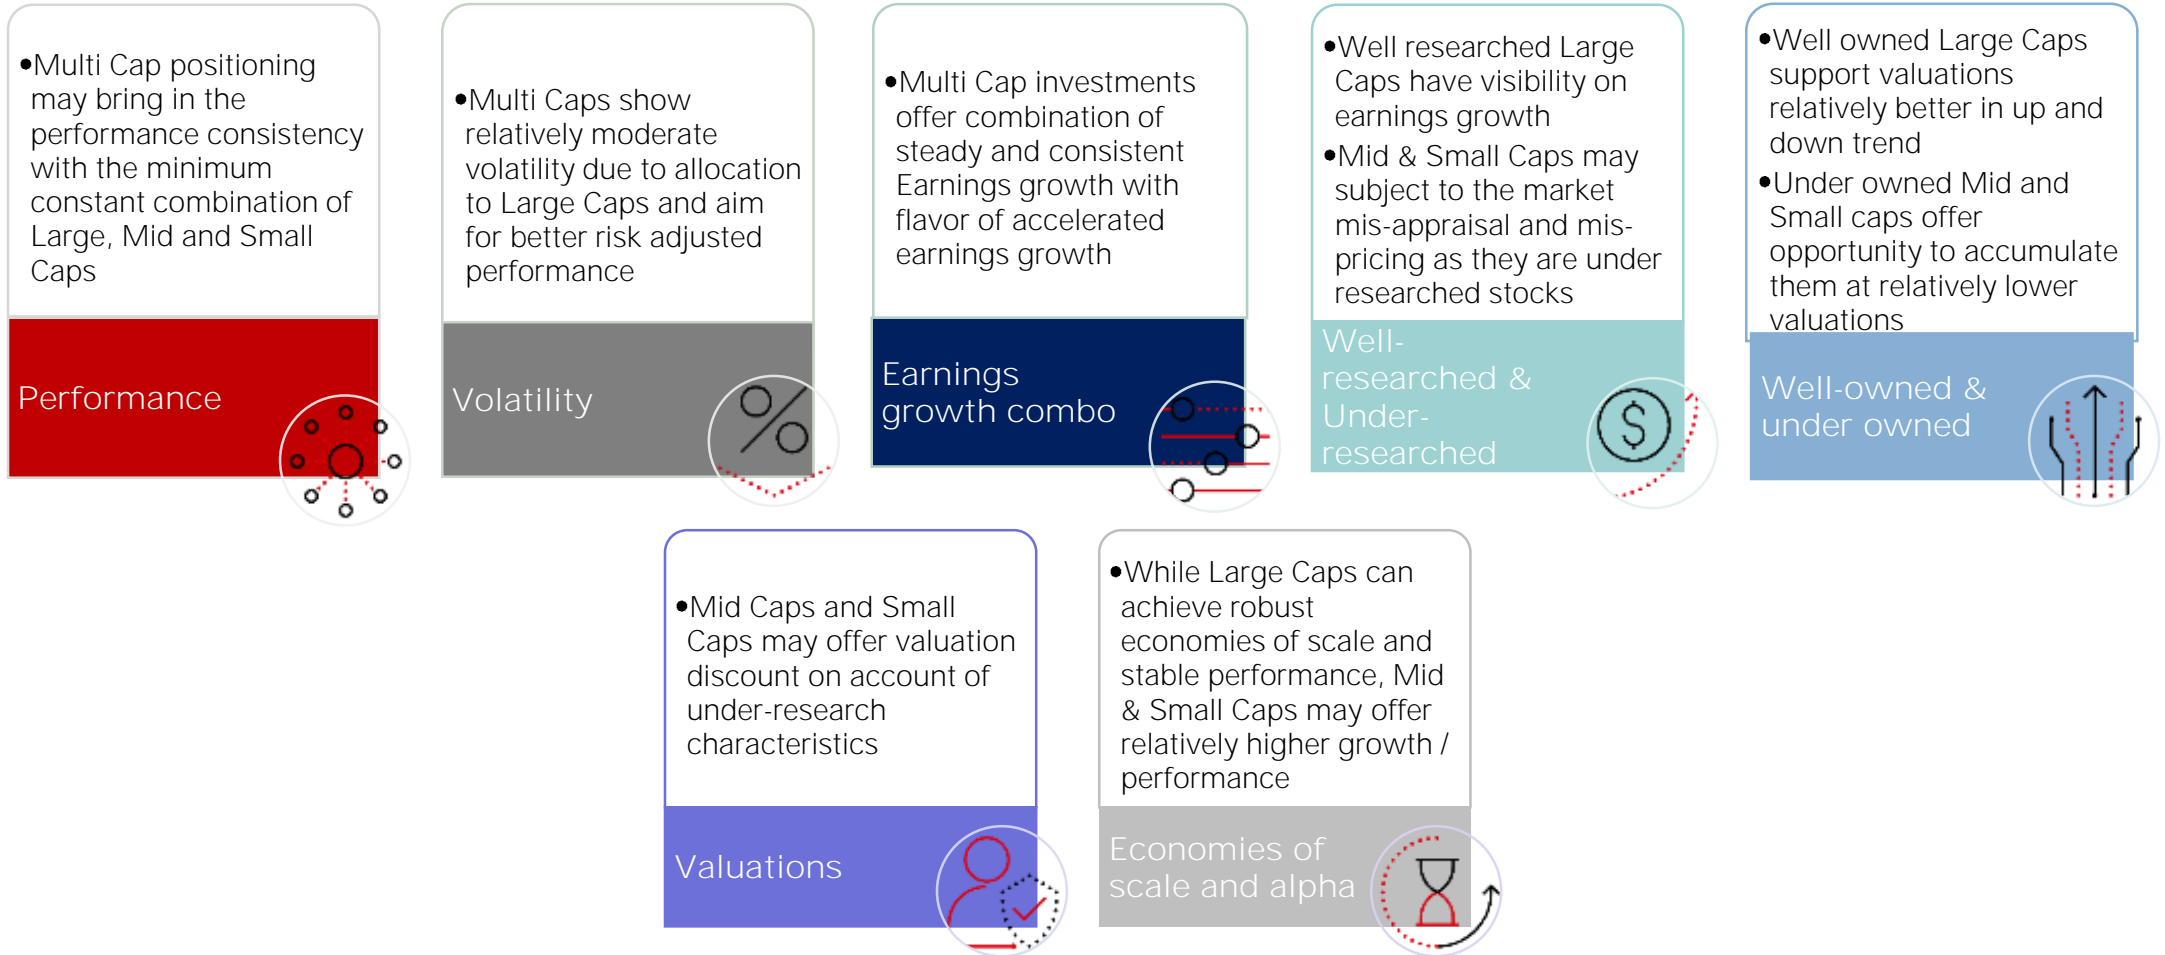 •Multi Cap positioning
may bring in the
performance consistency
with the minimum
constant combination of
Large, Mid and Small
Caps
Performance
•Multi Caps show
relatively moderate
volatility due to allocation
to Large Caps and aim
for better risk adjusted
performance
Volatility
•Multi Cap investments
offer combination of
steady and consistent
Earnings growth with
flavor of accelerated
earnings growth
Earnings
growth combo
•Well researched Large
Caps have visibility on
earnings growth
•Mid & Small Caps may
subject to the market
mis-appraisal and mis-
pricing as they are under
researched stocks
Well-
researched &
Under-
researched
•Well owned Large Caps
support valuations
relatively better in up and
down trend
•Under owned Mid and
Small caps offer
opportunity to accumulate
them at relatively lower
valuations
Well-owned &
under owned
•Mid Caps and Small
Caps may offer valuation
discount on account of
under-research
characteristics
Valuations
•While Large Caps can
achieve robust
economies of scale and
stable performance, Mid
& Small Caps may offer
relatively higher growth /
performance
Economies of
scale and alpha